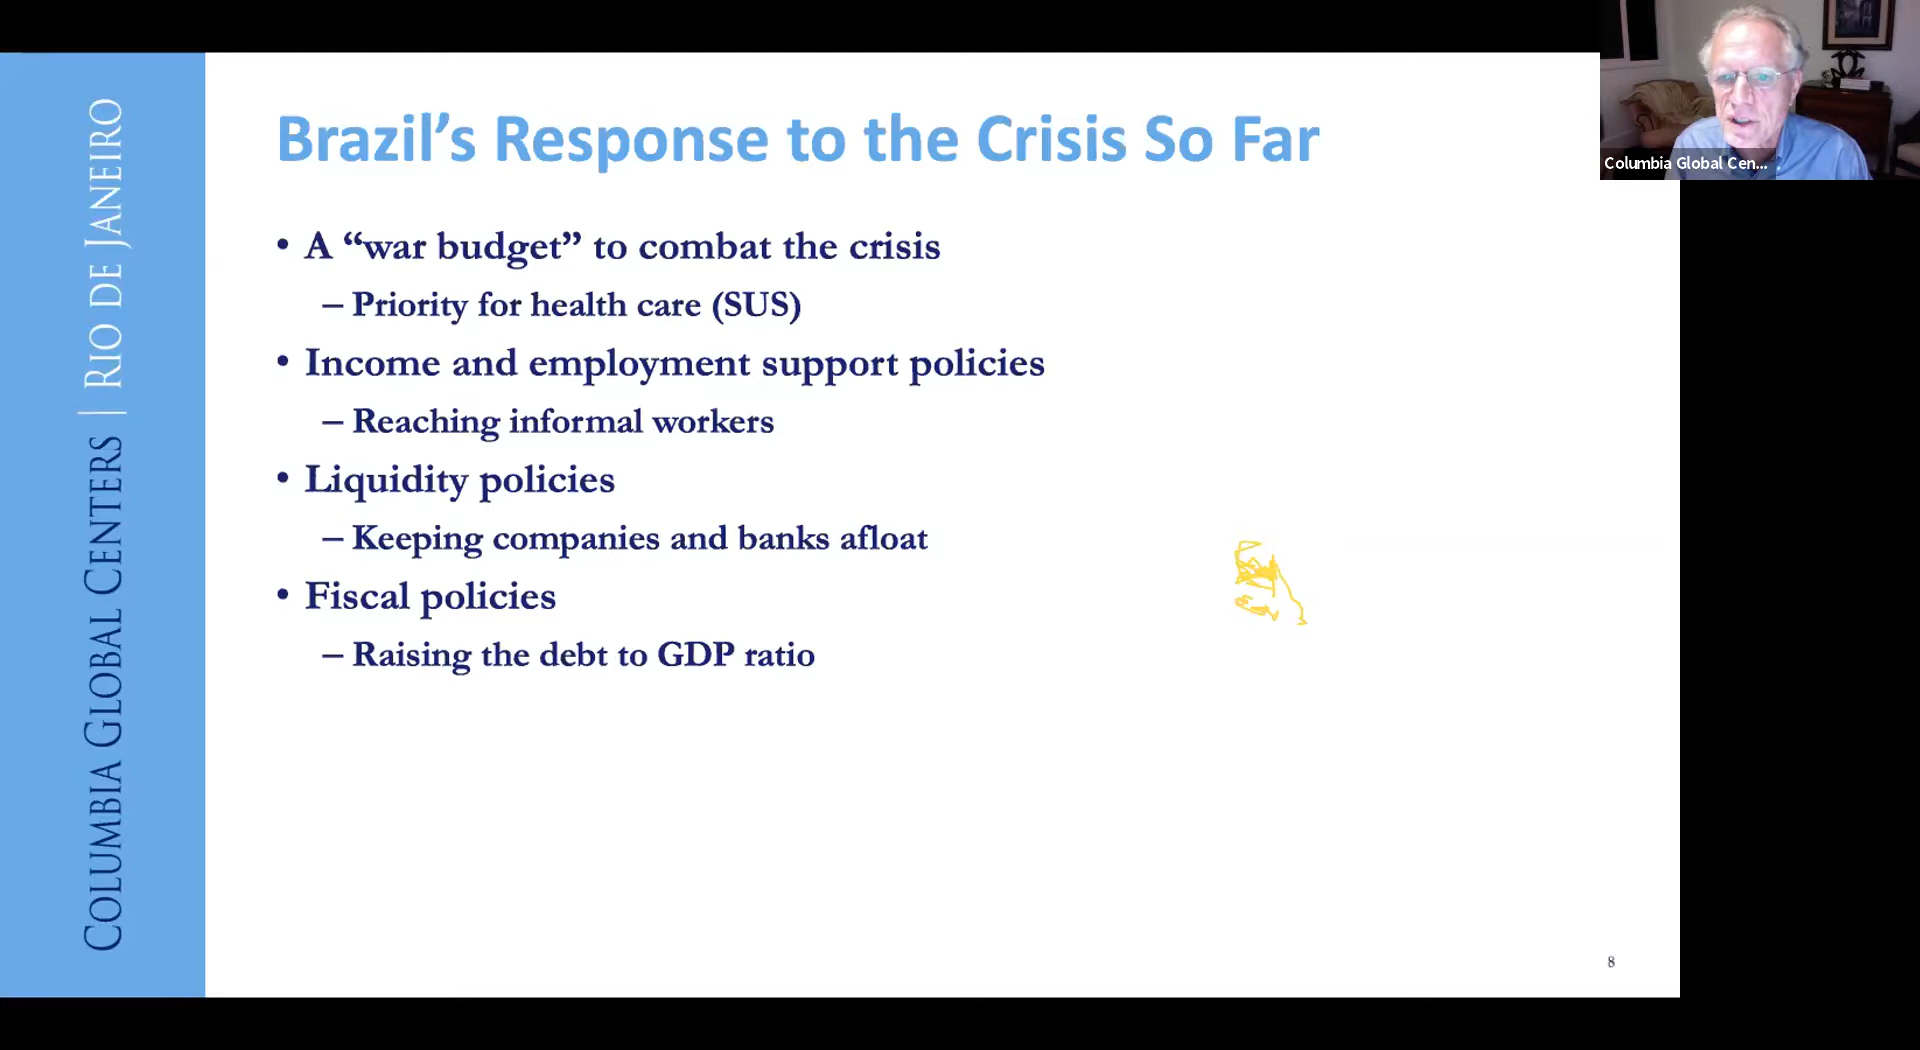 COLUMBIA GLOBAL CENTERS | RIO DE JANEIRO
Brazil’s Response to the Crisis So Far
• A “war budget” to combat the crisis
– Priority for health care (SUS)
• Income and employment support policies
– Reaching informal workers
• Liquidity policies
– Keeping companies and banks afloat
• Fiscal policies
– Raising the debt to GDP ratio
8
Columbia Global Cen...